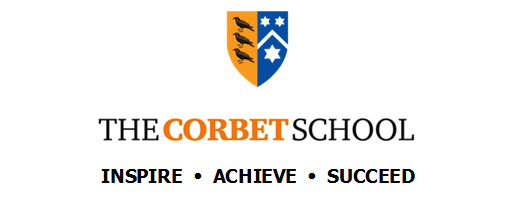 THE CORBET SCHOOL
INSPIRE • ACHIEVE • SUCCEED